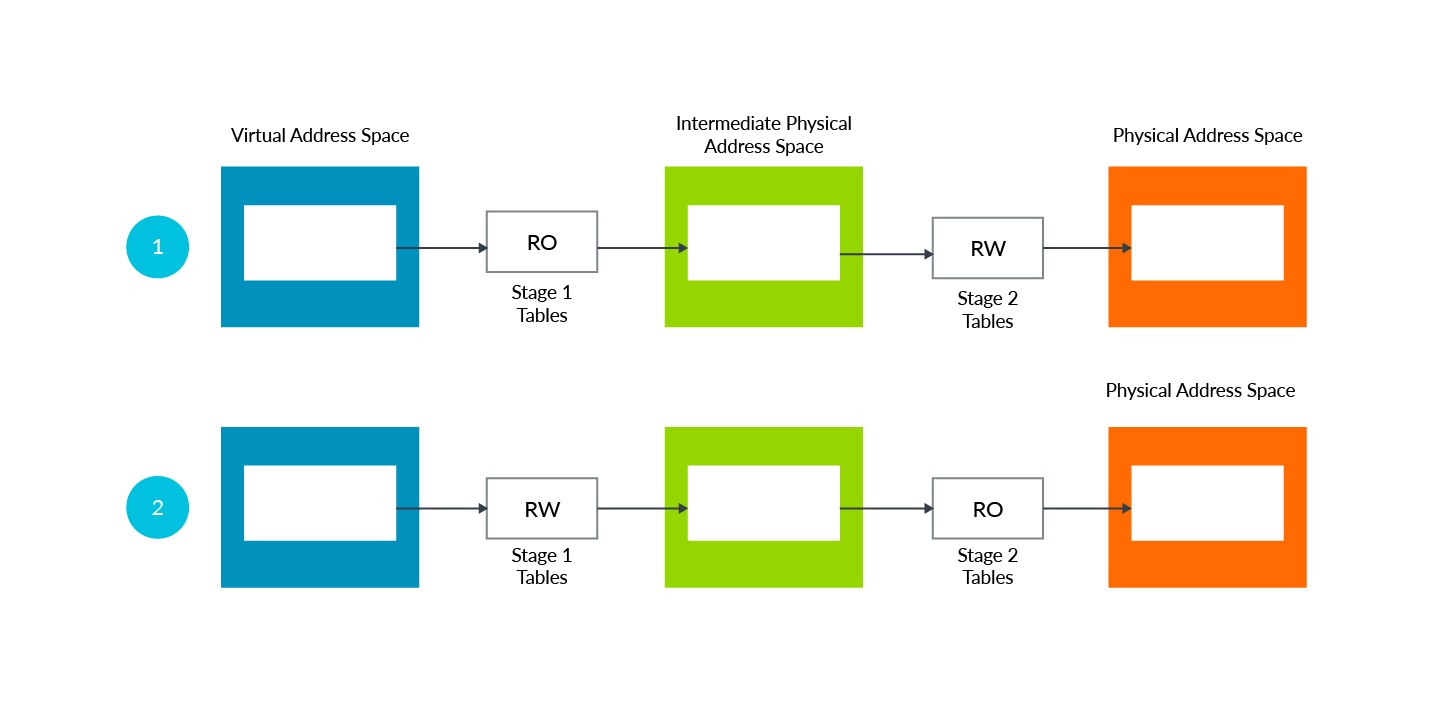 Virtual Address Space
Intermediate Physical
Address Space
Physical Address Space
1
RO
Stage 1
Tables
RW
Stage 2
Tables
Physical Address Space
2
RW
Stage 1
Tables
RO
Stage 2
Tables